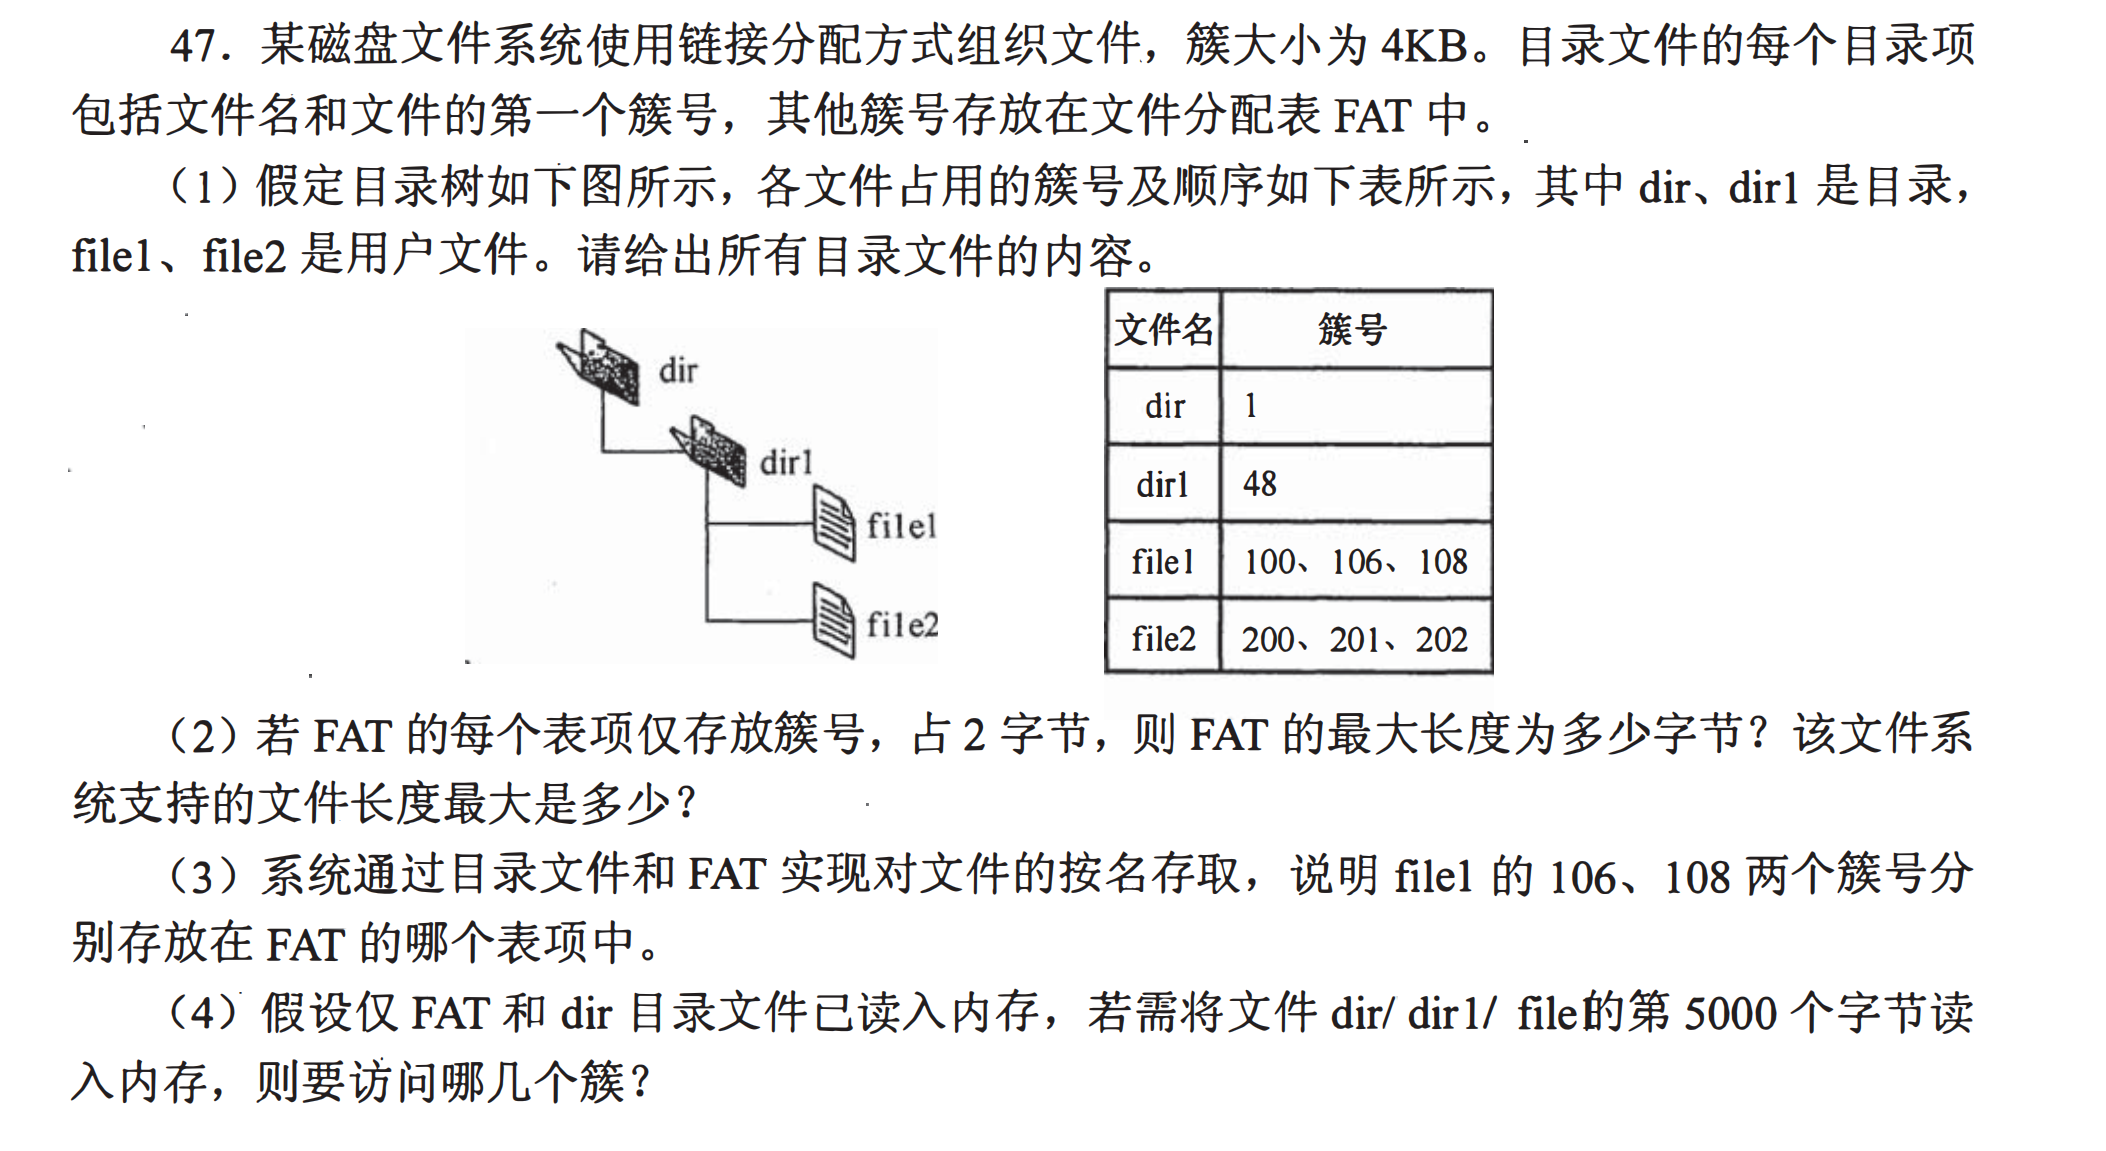 47. 某磁盘文件系统使用链接分配方式组织文件，簇大小为 4KB。目录文件的每个目录项
包括文件名和文件的第一个簇号，其他簇号存放在文件分配表 FAT 中。
（1）假定目录树如下图所示，各文件占用的簇号及顺序如下表所示，其中 dir、dir1 是目录，
file1、file2 是用户文件。请给出所有目录文件的内容。
dir
dir1
file1
file2
文件名 簇号
dir 1
dir1 48
file1 100、106、108
file2 200、201、202
（2）若 FAT 的每个表项仅存放簇号，占 2 字节，则 FAT 的最大长度为多少字节？该文件系
统支持的文件长度最大是多少？
（3）系统通过目录文件和 FAT 实现对文件的按名存取，说明 file1 的 106、108 两个簇号分
别存放在 FAT 的哪个表项中。
（4）假设仅 FAT 和 dir 目录文件已读入内存，若需将文件 dir/ dir1/ file1的第 5000 个字节读
入内存，则要访问哪几个簇？